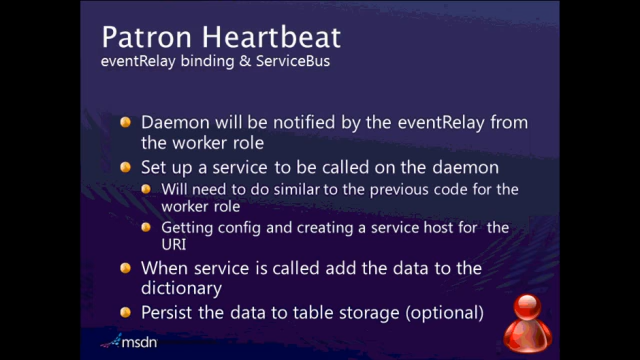 Patron Heartbeat
eventRelay binding & ServiceBus
Daemon will be notified by the eventRelay from
the worker role
Set up a service to be called on the daemon
Will need to do similar to the previous code for the
worker role
Getting config and creating a service host for the
URI
When service is called add the data to the
dictionary
Persist the data to table storage (optional)
msdn